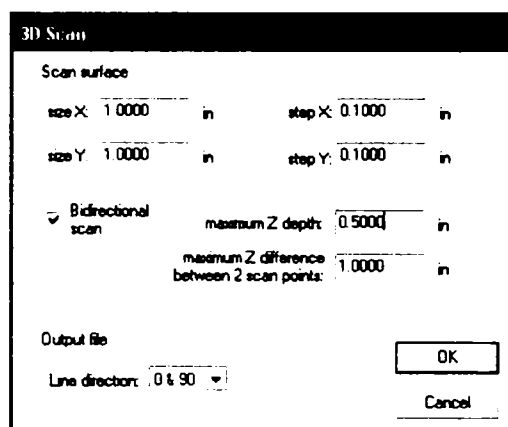 3D Scan
Scan surface
size X: 1.0000 in step X: 0.1000 in
size Y: 1.0000 in step Y: 0.1000 in
Bidirectional scan
maximum Z depth: 0.5000 in
maximum Z difference between 2 scan points: 1.0000 in
Output file
Line direction: 0 & 90
OK
Cancel